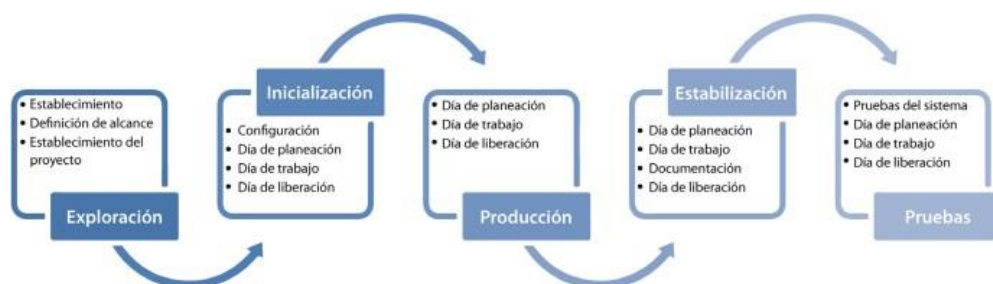 • Establecimiento
• Definición de alcance
• Establecimiento del
proyecto
Exploración
Inicialización
• Configuración
• Día de planeación
• Día de trabajo
• Día de liberación
• Día de planeación
• Día de trabajo
• Día de liberación
Producción
Estabilización
• Día de planeación
• Día de trabajo
• Documentación
• Día de liberación
• Pruebas del sistema
• Día de planeación
• Día de trabajo
• Día de liberación
Pruebas